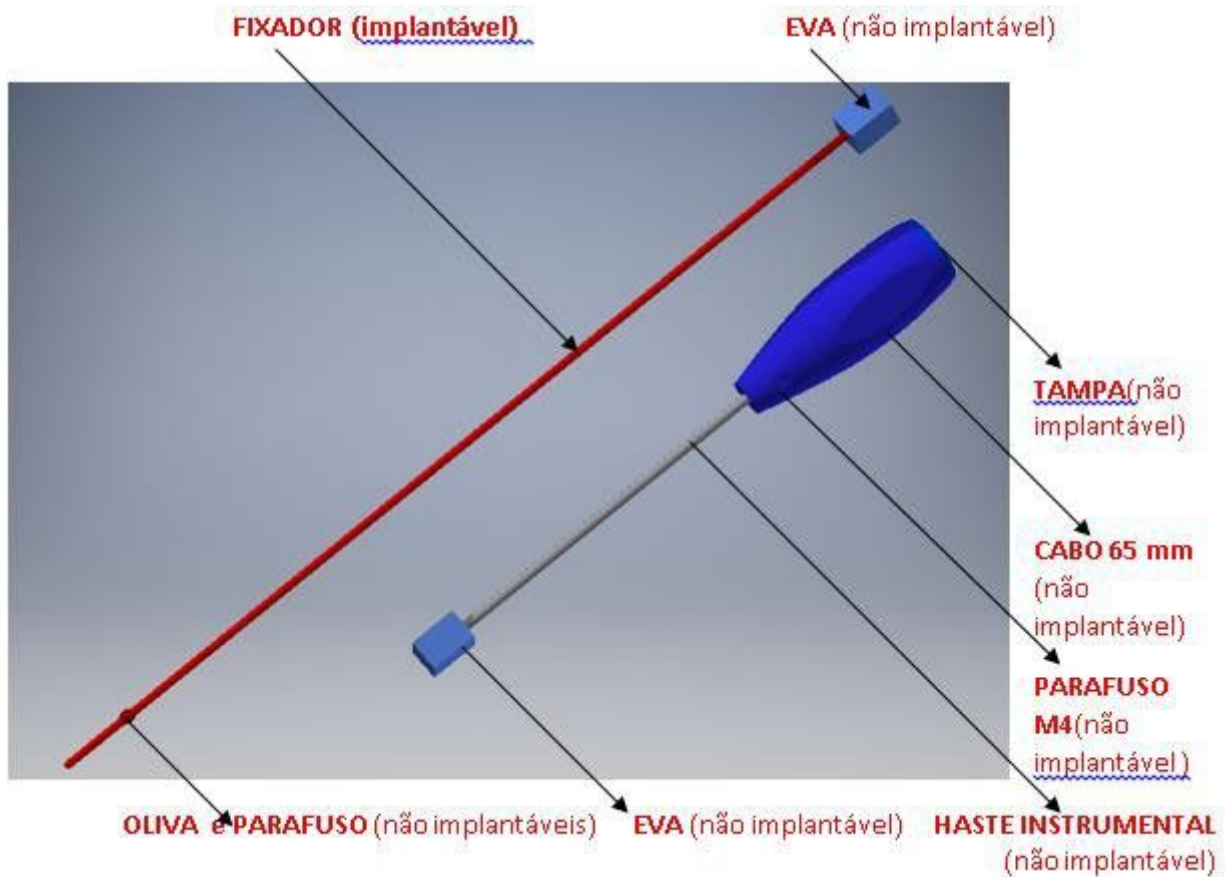 FIXADOR (implantável)
EVA (não implantável)
TAMPA(não
implantável)
CABO 65 mm
(não
implantável)
PARAFUSO
M4(não
implantável )
OLIVA e PARAFUSO (não implantáveis)
EVA (não implantável)
HASTE INSTRUMENTAL
(não implantável)